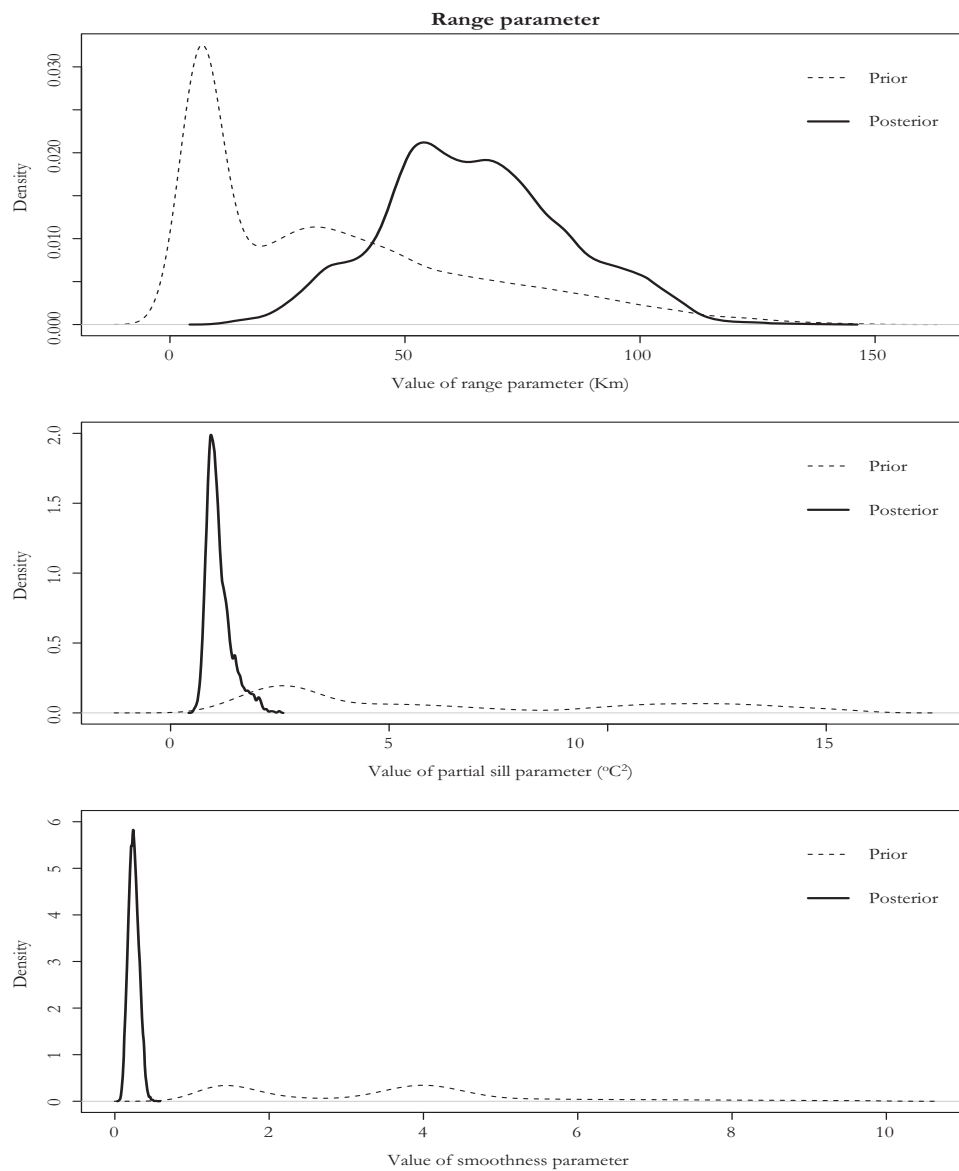 Range parameter
0.030
0.020
0.010
0.000
Density
Prior
Posterior
0 50 100 150
Value of range parameter (Km)
2.0
1.5
1.0
0.5
0.0
Density
Prior
Posterior
0 5 10 15
Value of partial sill parameter (°C²)
6
5
4
3
2
1
0
Density
Prior
Posterior
0 2 4 6 8 10
Value of smoothness parameter